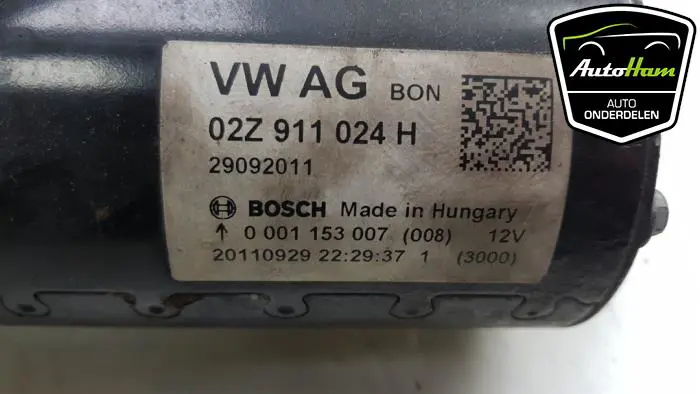 VW AG BON
02Z 911 024 H
29092011
BOSCH Made in Hungary
↑ 0 001 153 007 (008) 12V
20110929 22:29:37 1 (3000)
AutoHam
AUTO
ONDERDELEN